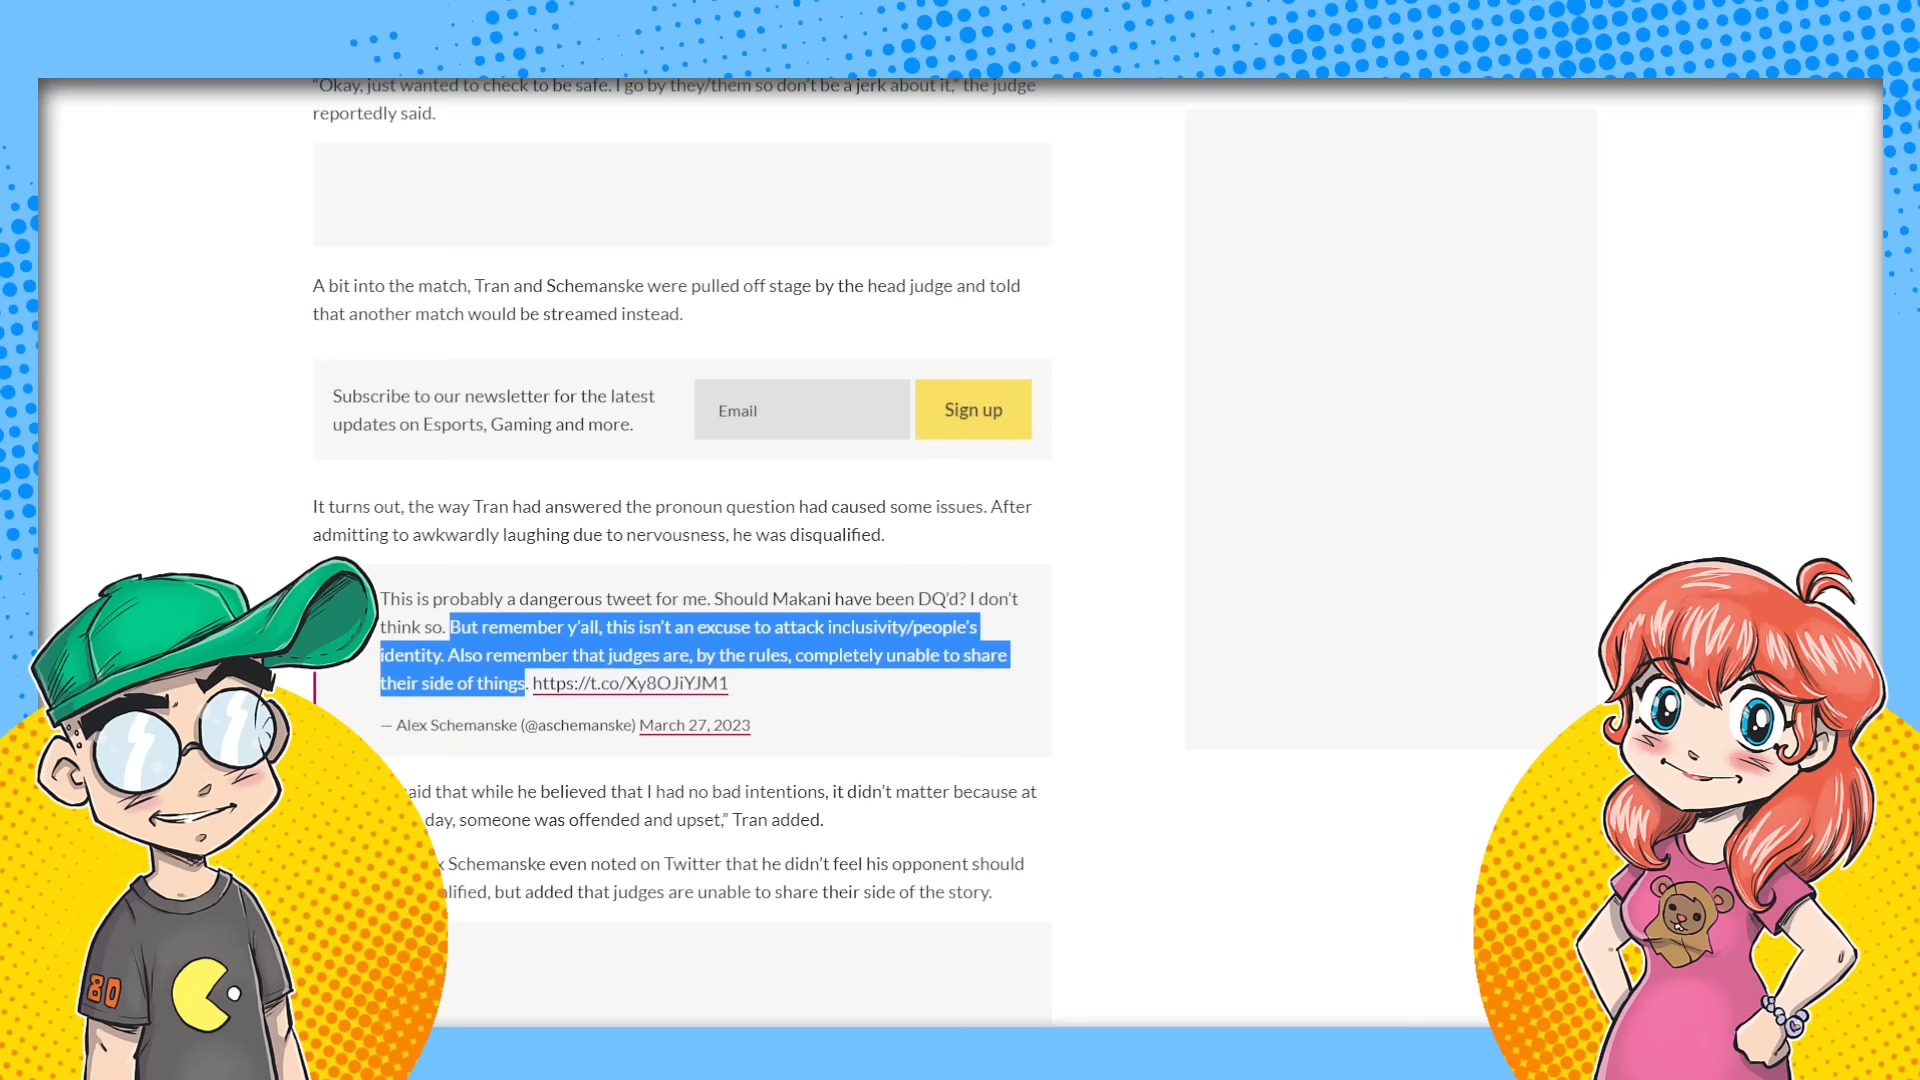 “Okay, just wanted to check to be safe. I go by they/them so don’t be a jerk about it,” the judge
reportedly said.
A bit into the match, Tran and Schemanske were pulled off stage by the head judge and told
that another match would be streamed instead.
Subscribe to our newsletter for the latest
updates on Esports, Gaming and more.
Email
Sign up
It turns out, the way Tran had answered the pronoun question had caused some issues. After
admitting to awkwardly laughing due to nervousness, he was disqualified.
This is probably a dangerous tweet for me. Should Makani have been DQ’d? I don’t
think so. But remember y’all, this isn’t an excuse to attack inclusivity/people’s
identity. Also remember that judges are, by the rules, completely unable to share
their side of things. https://t.co/Xy8OJiYJM1
— Alex Schemanske (@aschemanske) March 27, 2023
said that while he believed that I had no bad intentions, it didn’t matter because at
day, someone was offended and upset,” Tran added.
Schemanske even noted on Twitter that he didn’t feel his opponent should
but added that judges are unable to share their side of the story.
80